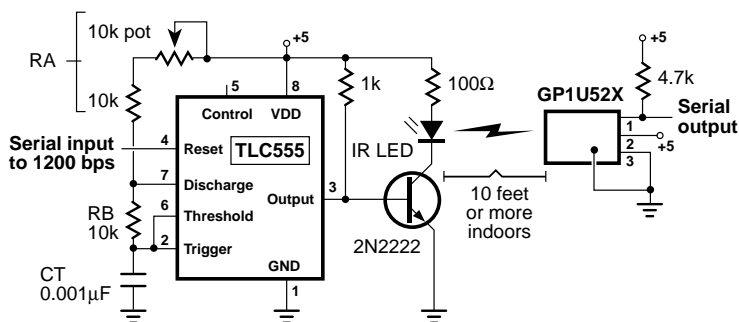 10k pot
RA
10k
+5
5
8
Control
VDD
1k
100Ω
Serial input
to 1200 bps
4
Reset
TLC555
7
Discharge
Output
3
6
Threshold
RB
10k
2
Trigger
GND
1
CT
0.001µF
IR LED
2N2222
10 feet
or more
indoors
+5
4.7k
GP1U52X
Serial
output
1
+5
2
3